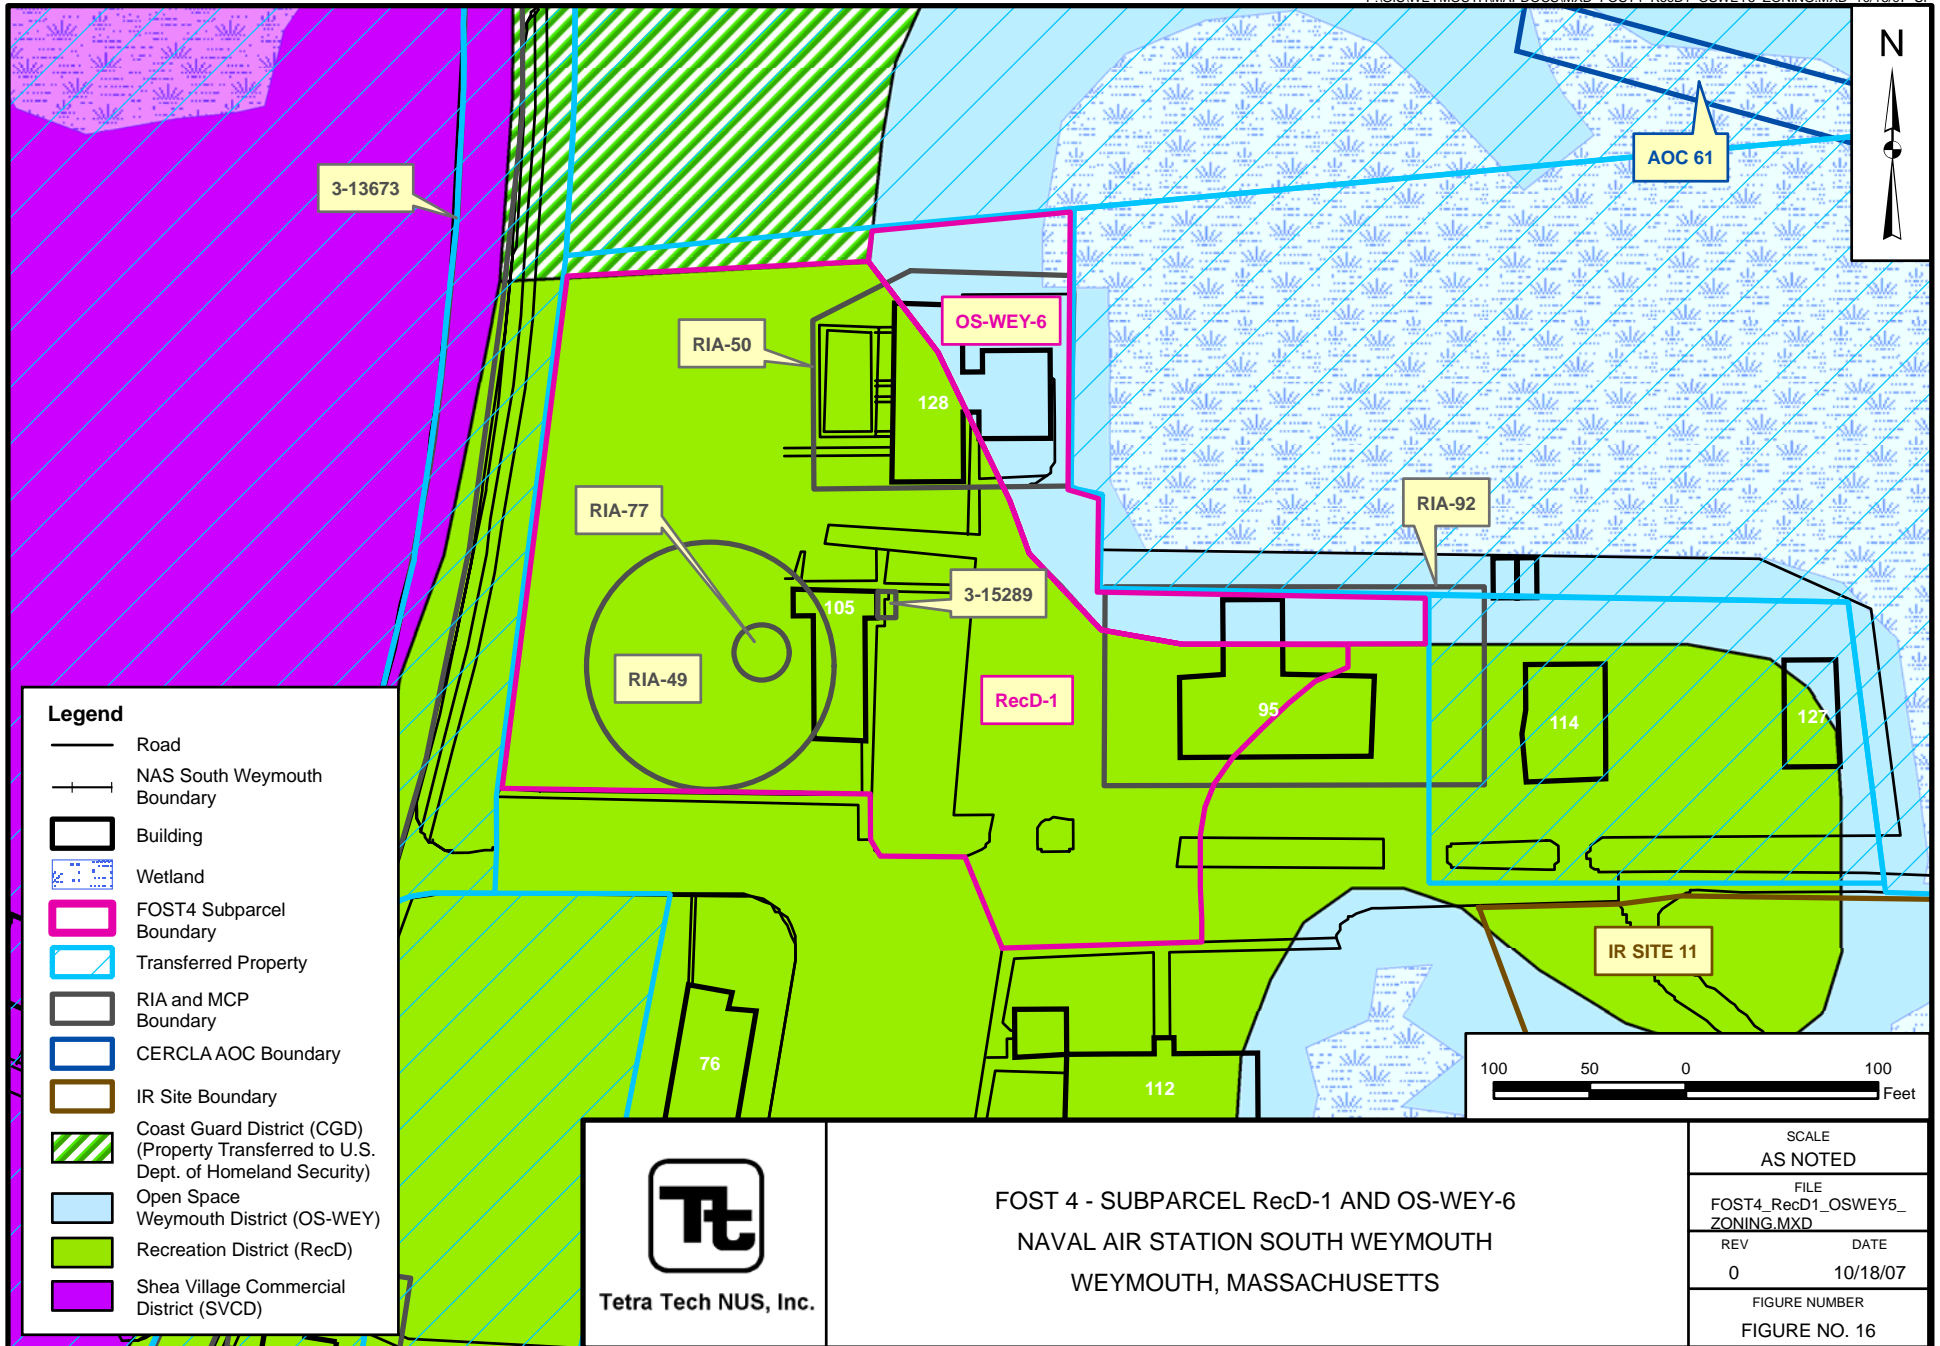 N
AOC 61
3-13673
OS-WEY-6
RIA-50
128
RIA-77
RIA-92
3-15289
105
RIA-49
RecD-1
95
114
127
IR SITE 11
76
112
Legend
Road
NAS South Weymouth
Boundary
Building
Wetland
FOST4 Subparcel
Boundary
Transferred Property
RIA and MCP
Boundary
CERCLA AOC Boundary
IR Site Boundary
Coast Guard District (CGD)
(Property Transferred to U.S.
Dept. of Homeland Security)
Open Space
Weymouth District (OS-WEY)
Recreation District (RecD)
Shea Village Commercial
District (SVCD)
100 50 0 100
Feet
Tt
Tetra Tech NUS, Inc.
FOST 4 - SUBPARCEL RecD-1 AND OS-WEY-6
NAVAL AIR STATION SOUTH WEYMOUTH
WEYMOUTH, MASSACHUSETTS
SCALE
AS NOTED
FILE
FOST4_RecD1_OSWEY5_
ZONING.MXD
REV DATE
0 10/18/07
FIGURE NUMBER
FIGURE NO. 16